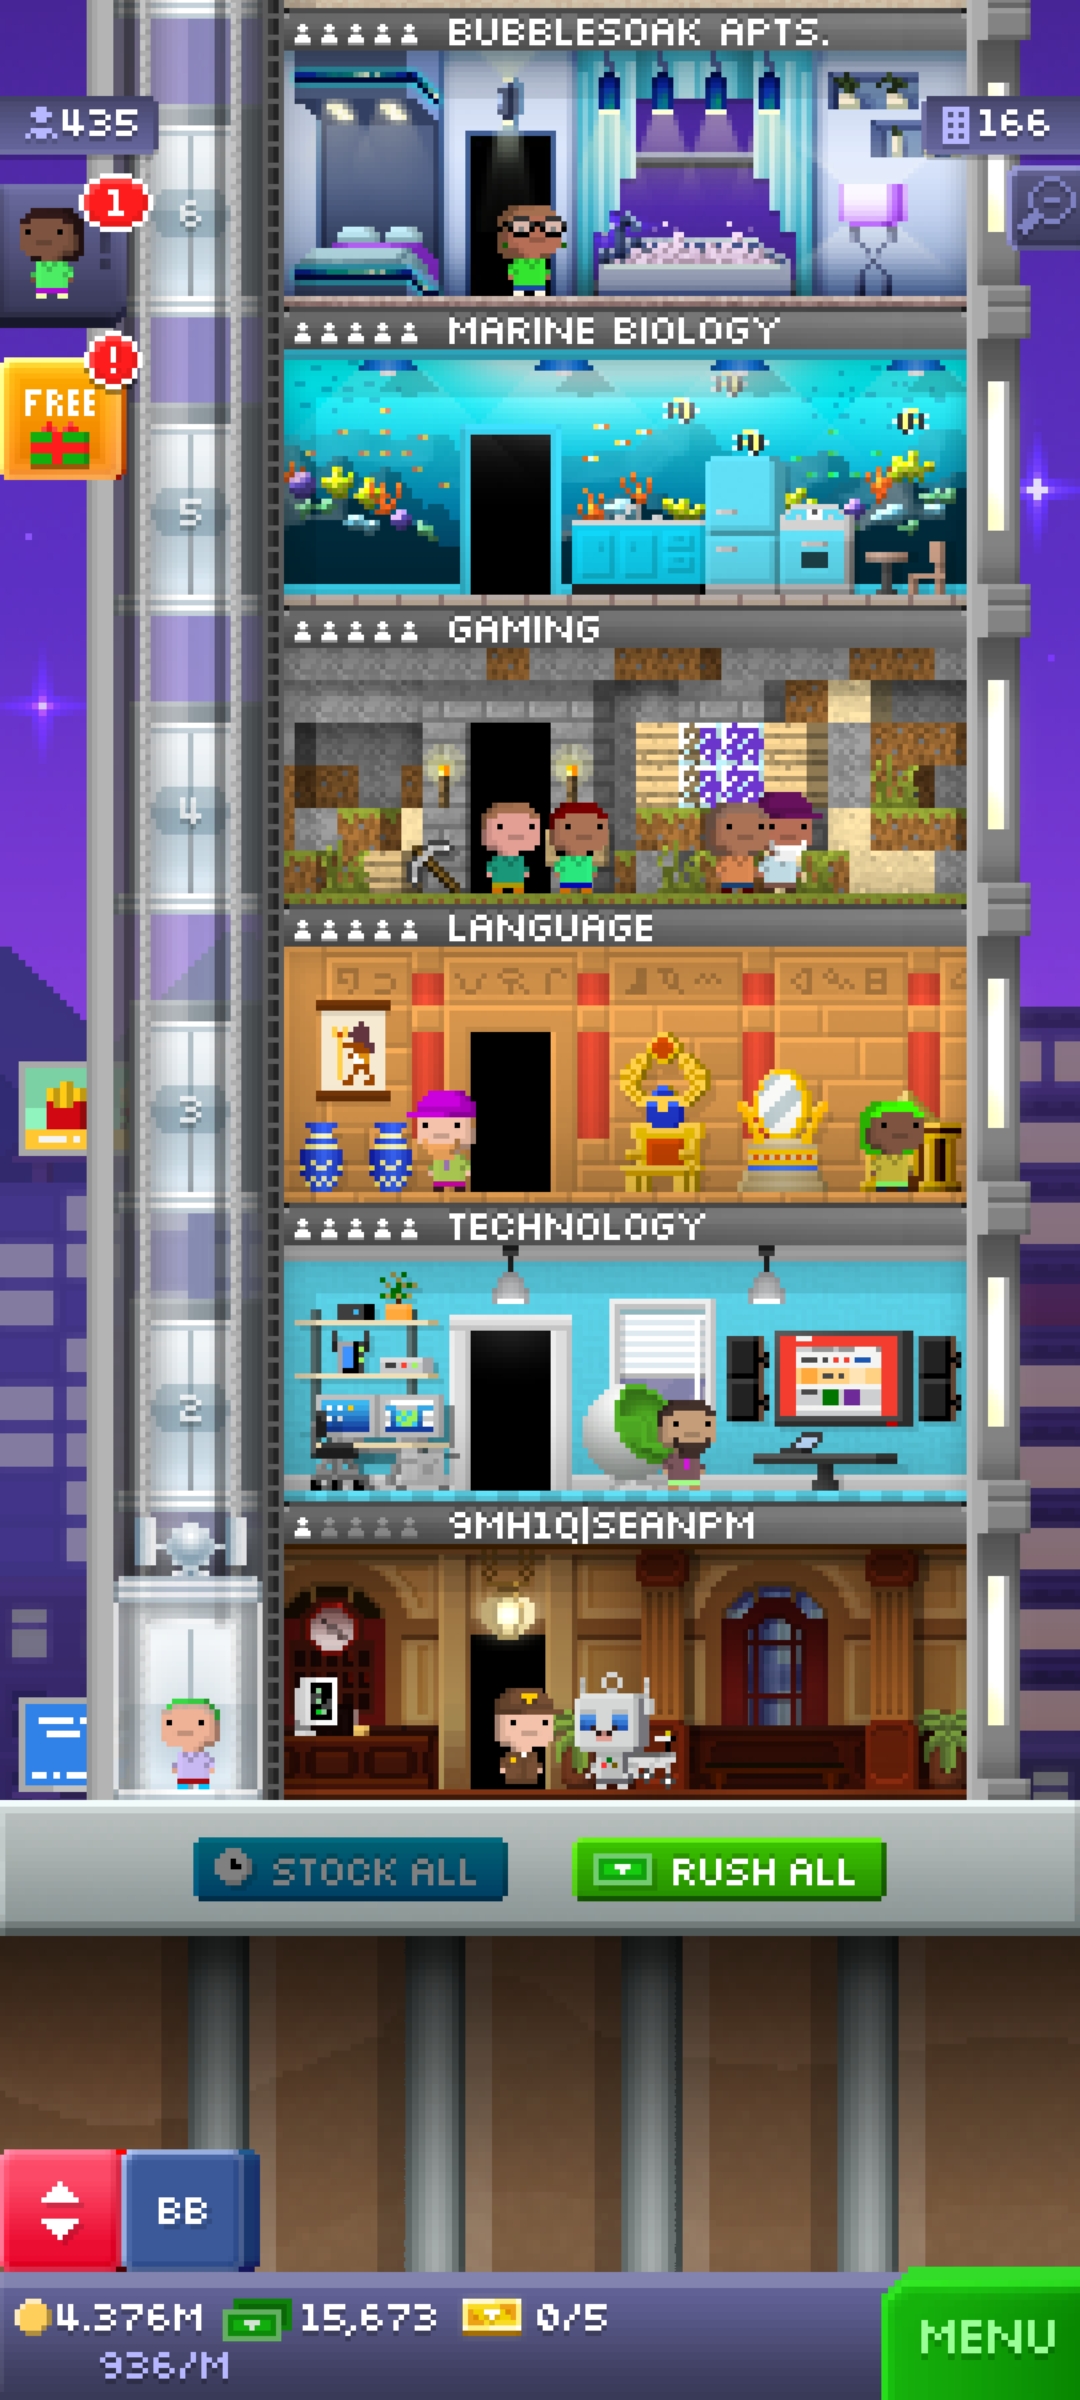 BUBBLESOAK APTS.
435
166
1
6
MARINE BIOLOGY
!
FREE
5
GAMING
4
LANGUAGE
3
TECHNOLOGY
2
9MH1Q|SEANPM
STOCK ALL
RUSH ALL
BB
4.376M 15,673 0/5
936/M
MENU